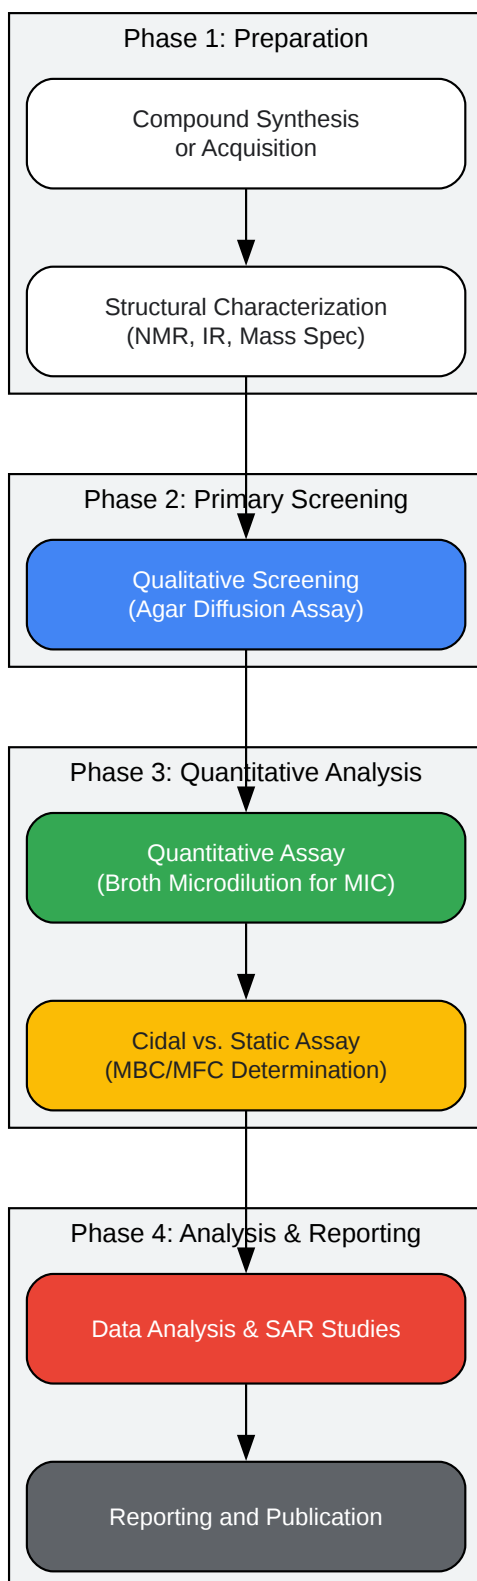 Phase 1: Preparation
Compound Synthesis
or Acquisition
Structural Characterization
(NMR, IR, Mass Spec)
Phase 2: Primary Screening
Qualitative Screening
(Agar Diffusion Assay)
Phase 3: Quantitative Analysis
Quantitative Assay
(Broth Microdilution for MIC)
Cidal vs. Static Assay
(MBC/MFC Determination)
Phase 4: Analysis & Reporting
Data Analysis & SAR Studies
Reporting and Publication